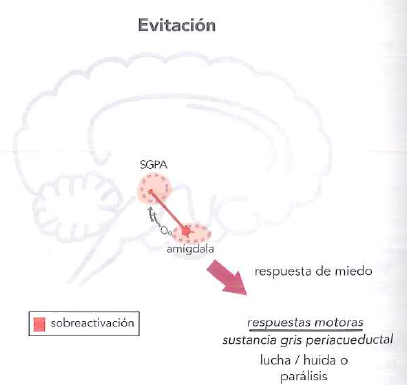 Evitación
SGPA
amígdala
respuesta de miedo
sobreactivación
respuestas motoras
sustancia gris periacueductal
lucha / huida o
parálisis